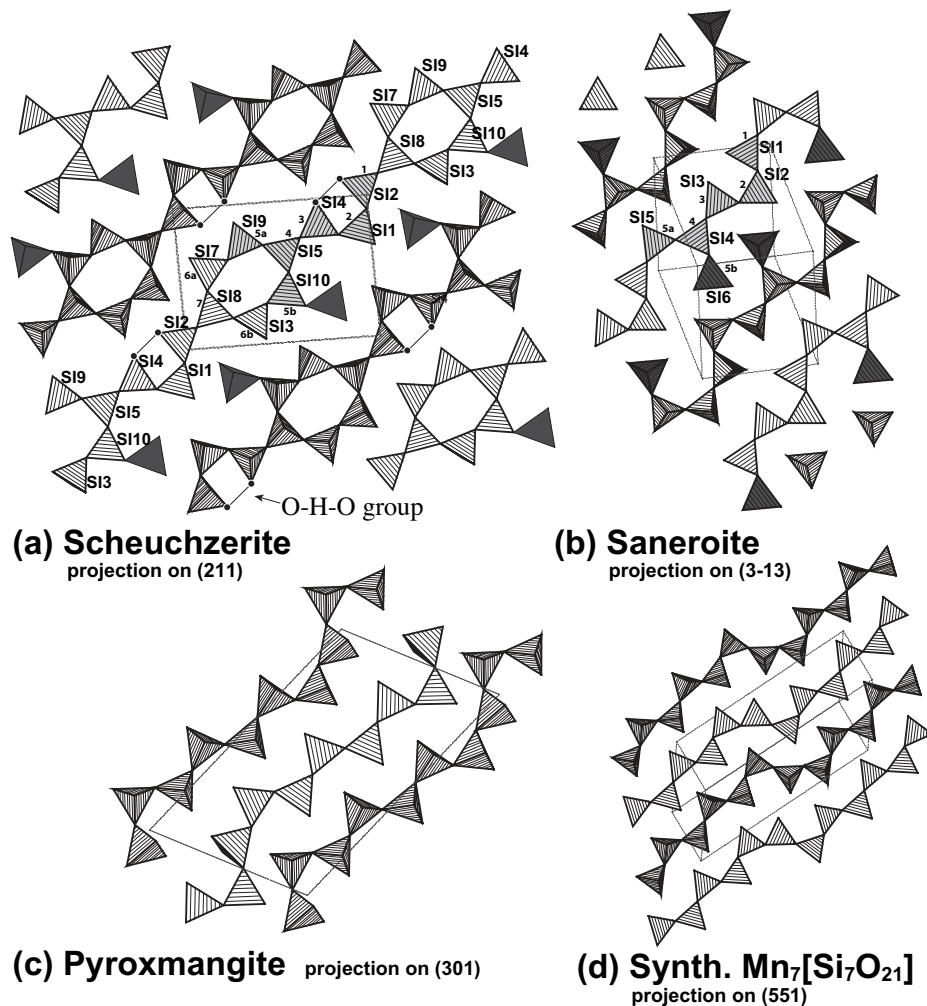 SI4
SI9
SI7
SI5
SI10
SI8
SI3
1
SI2
SI4
3
2
SI1
SI9
5a
4
SI5
SI7
6a
SI10
SI8
7
5b
SI3
6b
SI2
SI4
SI1
SI9
SI5
SI10
SI3
O-H-O group
(a) Scheuchzerite
projection on (211)
1
SI1
SI2
SI3
2
3
SI5
5a
4
SI4
5b
SI6
(b) Saneroite
projection on (3-13)
(c) Pyroxmangite projection on (301)
(d) Synth. Mn₇[Si₇O₂₁]
projection on (551)